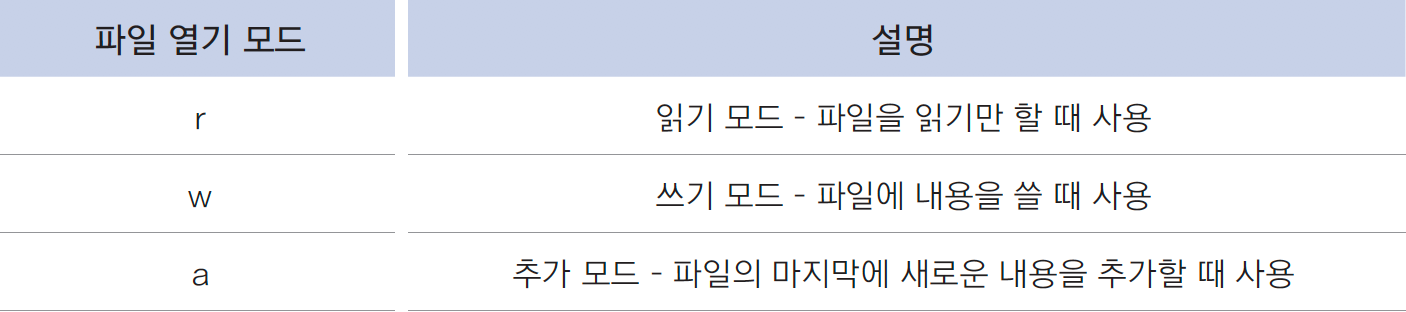 파일 열기 모드 설명
r 읽기 모드 - 파일을 읽기만 할 때 사용
w 쓰기 모드 - 파일에 내용을 쓸 때 사용
a 추가 모드 - 파일의 마지막에 새로운 내용을 추가할 때 사용